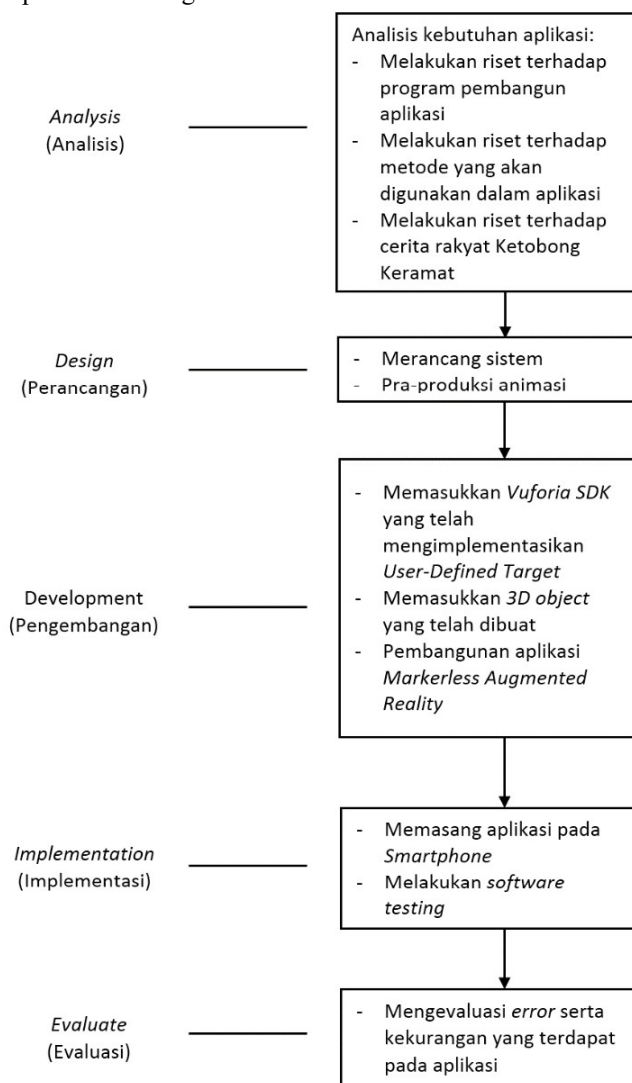 Analisis kebutuhan aplikasi:
- Melakukan riset terhadap
program pembangun
aplikasi
- Melakukan riset terhadap
metode yang akan
digunakan dalam aplikasi
- Melakukan riset terhadap
cerita rakyat Ketobong
Keramat
Analysis
(Analisis)
- Merancang sistem
- Pra-produksi animasi
Design
(Perancangan)
- Memasukkan Vuforia SDK
yang telah
mengimplementasikan
User-Defined Target
- Memasukkan 3D object
yang telah dibuat
- Pembangunan aplikasi
Markerless Augmented
Reality
Development
(Pengembangan)
- Memasang aplikasi pada
Smartphone
- Melakukan software
testing
Implementation
(Implementasi)
- Mengevaluasi error serta
kekurangan yang terdapat
pada aplikasi
Evaluate
(Evaluasi)